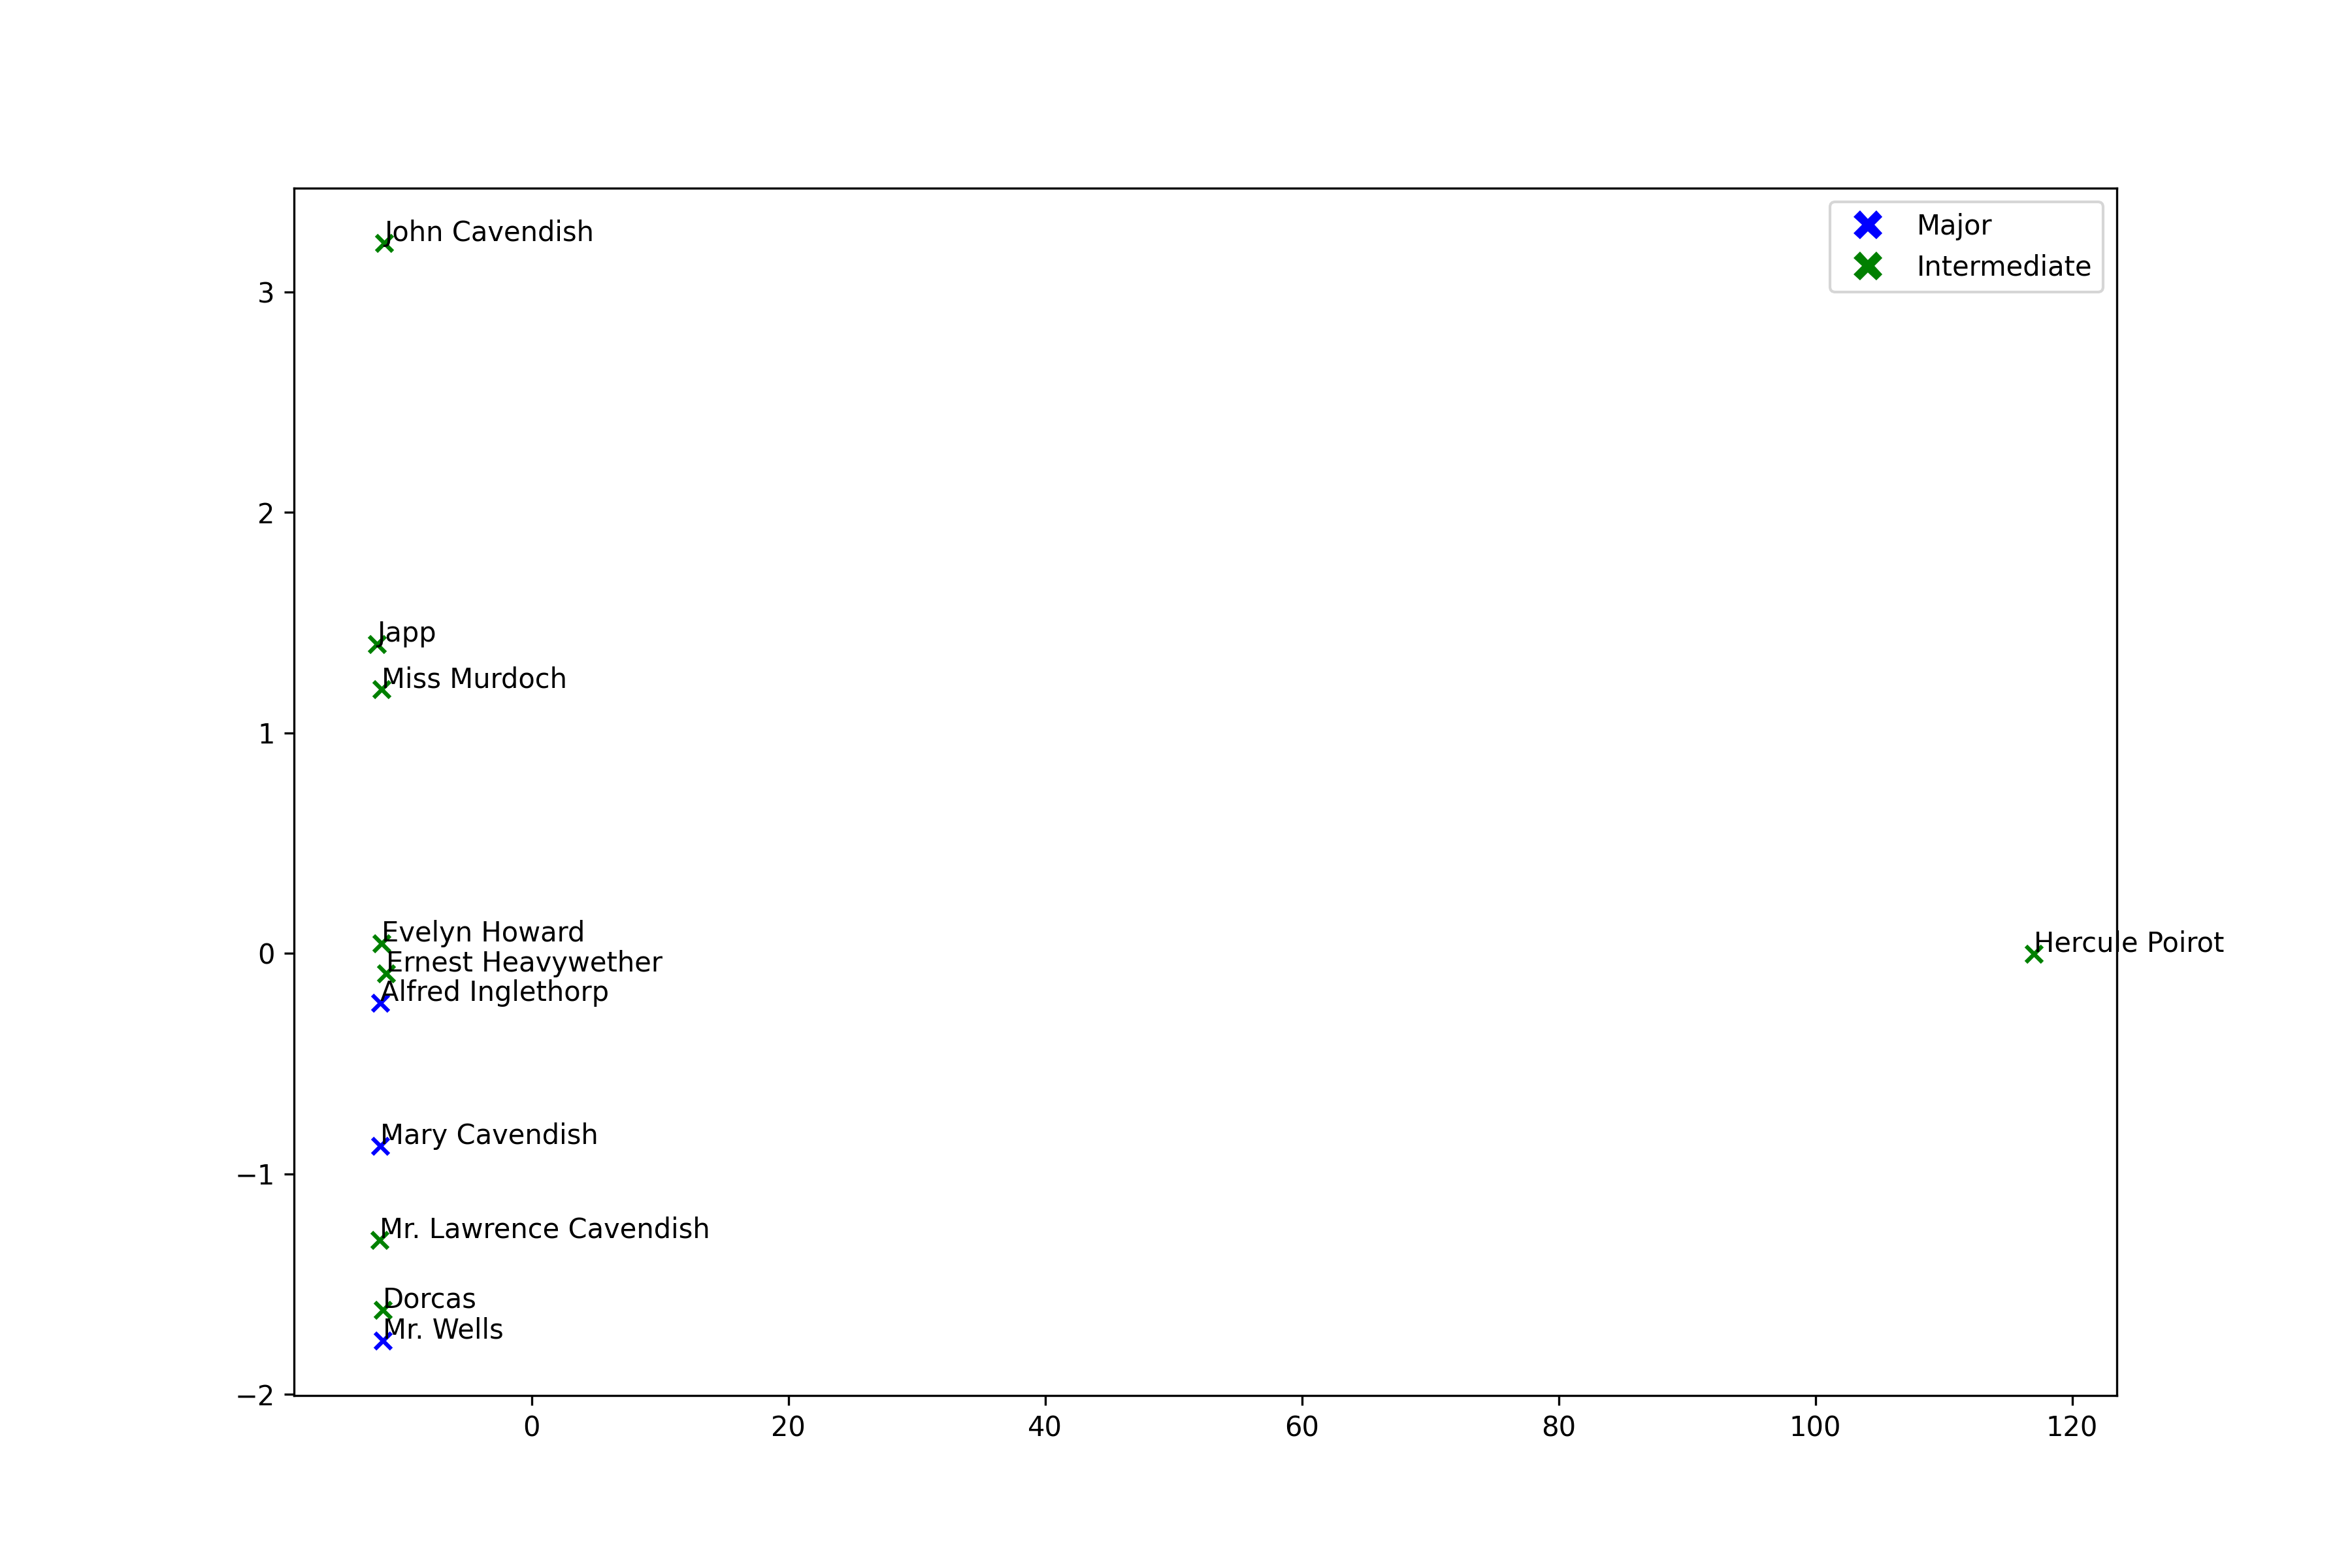 John Cavendish
Major
Intermediate
3
2
Japp
Miss Murdoch
1
Evelyn Howard
Hercule Poirot
0
Ernest Heavywether
Alfred Inglethorp
Mary Cavendish
−1
Mr. Lawrence Cavendish
Dorcas
Mr. Wells
−2
0 20 40 60 80 100 120